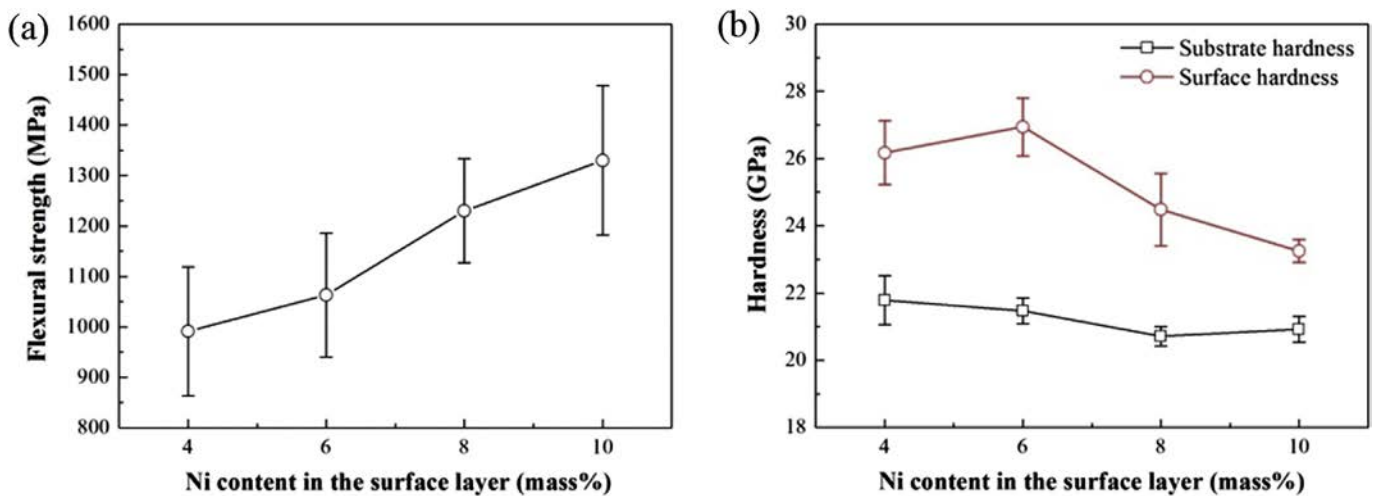 (a)
1600
1500
1400
1300
1200
1100
1000
900
800
Flexural strength (MPa)
4 6 8 10
Ni content in the surface layer (mass%)
(b)
30
28
26
24
22
20
18
Hardness (GPa)
Substrate hardness
Surface hardness
4 6 8 10
Ni content in the surface layer (mass%)